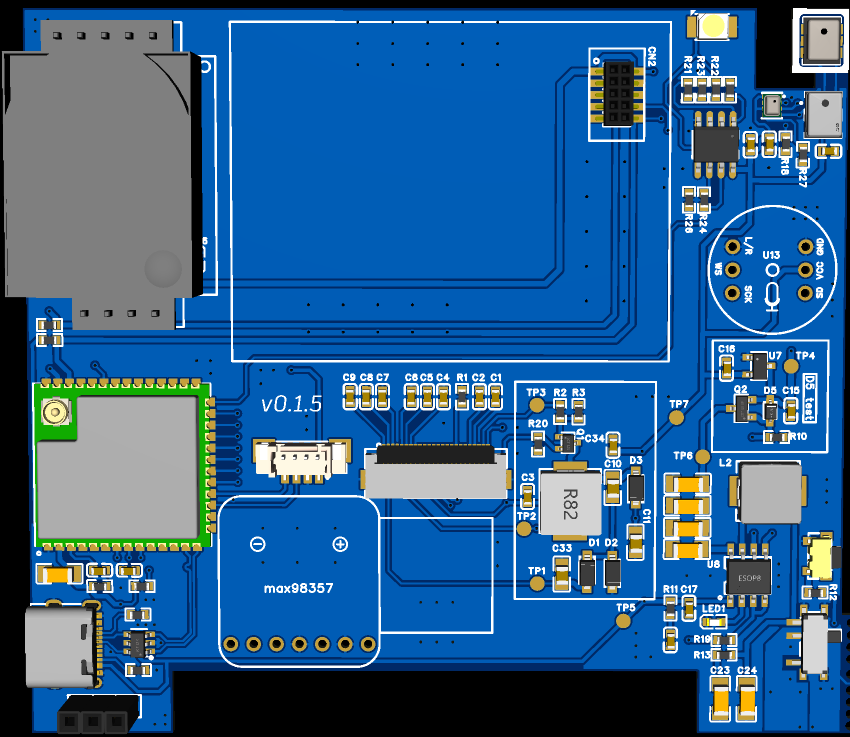 CN2
R21
R23
R22
R18
R27
R26
R24
L/R
WS
SCK
U13
GND
VCC
SD
C16
U7
TP4
Q2
D5
C15
R10
D5 test
C9 C8 C7 C6 C5 C4 R1 C2 C1
v0.1.5
TP3
R2 R3
R20
Q1
C34
TP7
TP6
L2
C3
R82
C10
D3
C11
TP2
D1 D2
C33
TP1
TP5
U8
ESOP8
R12
R11 C17
LED1
R19
R13
C23 C24
max98357